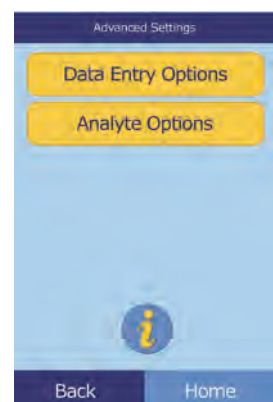 Advanced Settings
Data Entry Options
Analyte Options
i
Back Home